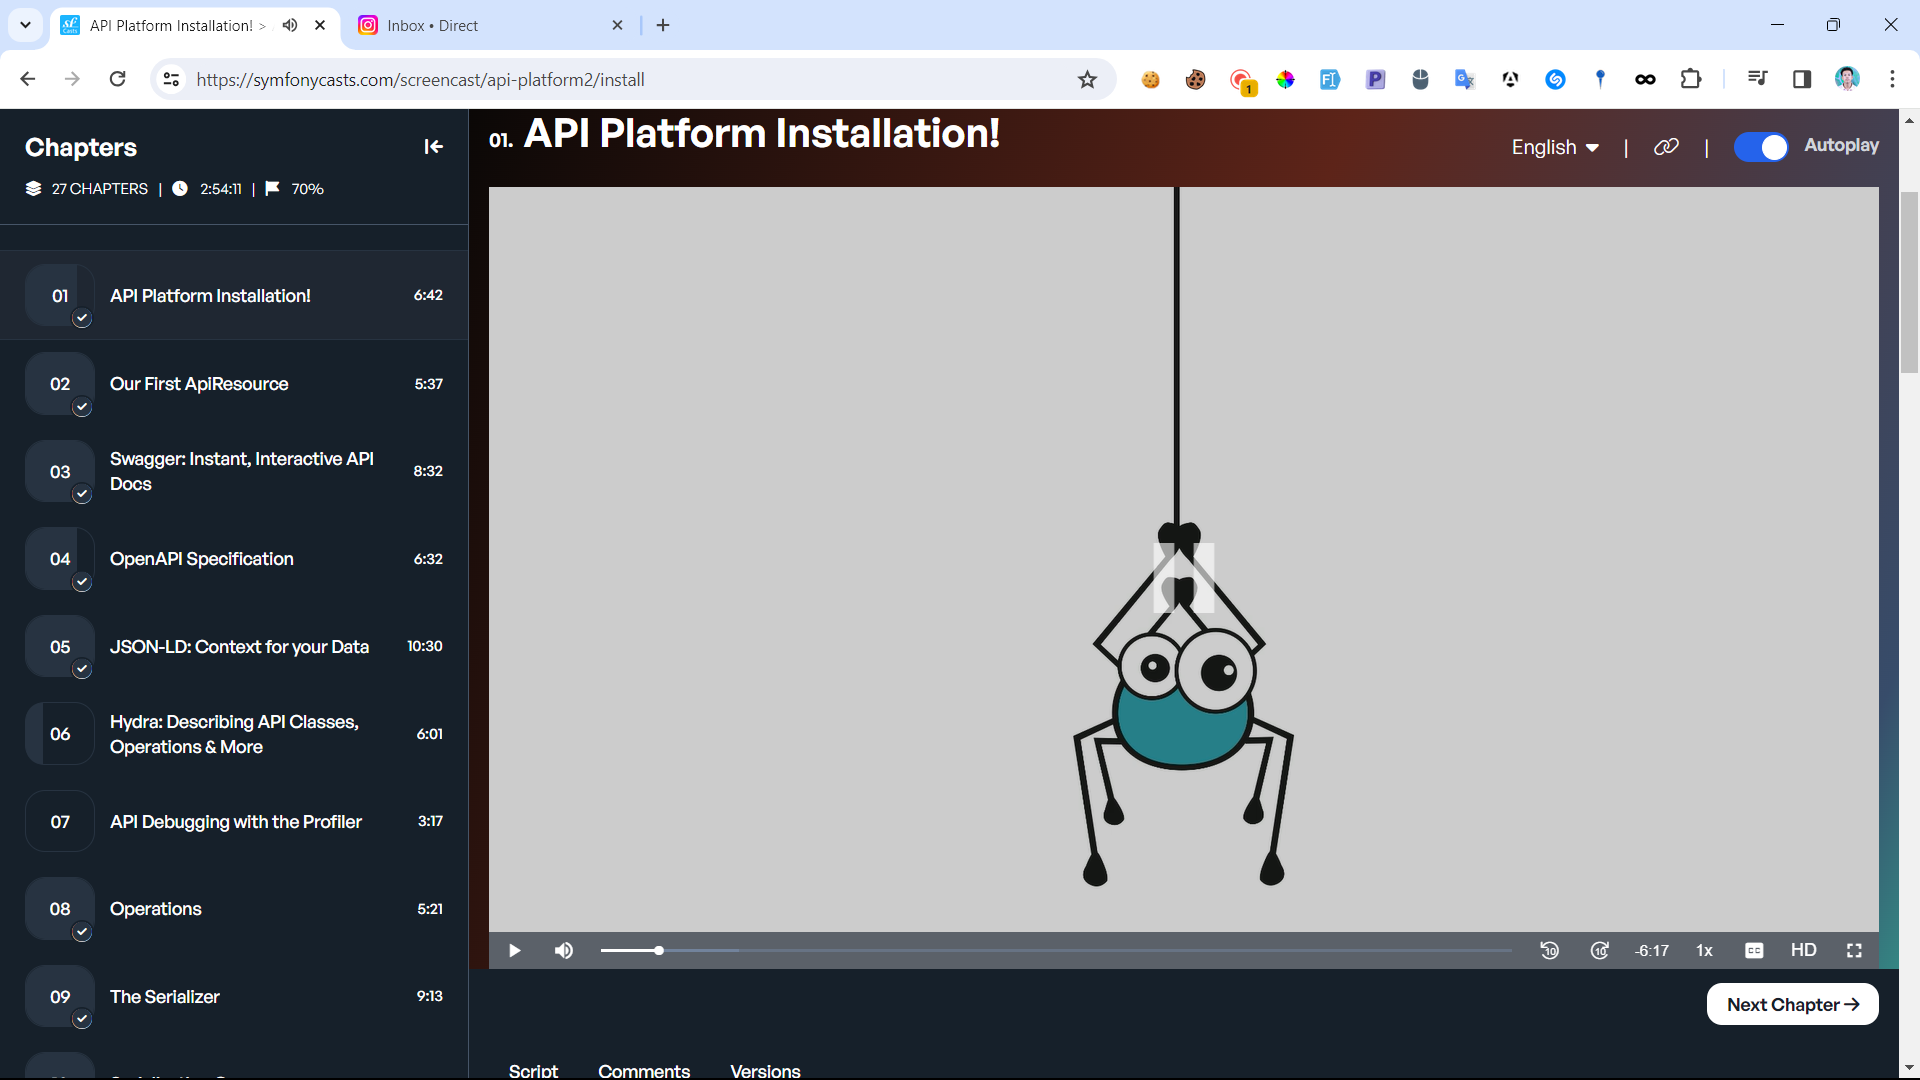 API Platform Installation! >
Inbox • Direct
https://symfonycasts.com/screencast/api-platform2/install
1
Chapters
27 CHAPTERS | 2:54:11 | 70%
01. API Platform Installation!
English | | Autoplay
01 API Platform Installation! 6:42
02 Our First ApiResource 5:37
03 Swagger: Instant, Interactive API
Docs 8:32
04 OpenAPI Specification 6:32
05 JSON-LD: Context for your Data 10:30
06 Hydra: Describing API Classes,
Operations & More 6:01
07 API Debugging with the Profiler 3:17
08 Operations 5:21
09 The Serializer 9:13
10 10 -6:17 1x CC HD
Next Chapter →
Script Comments Versions